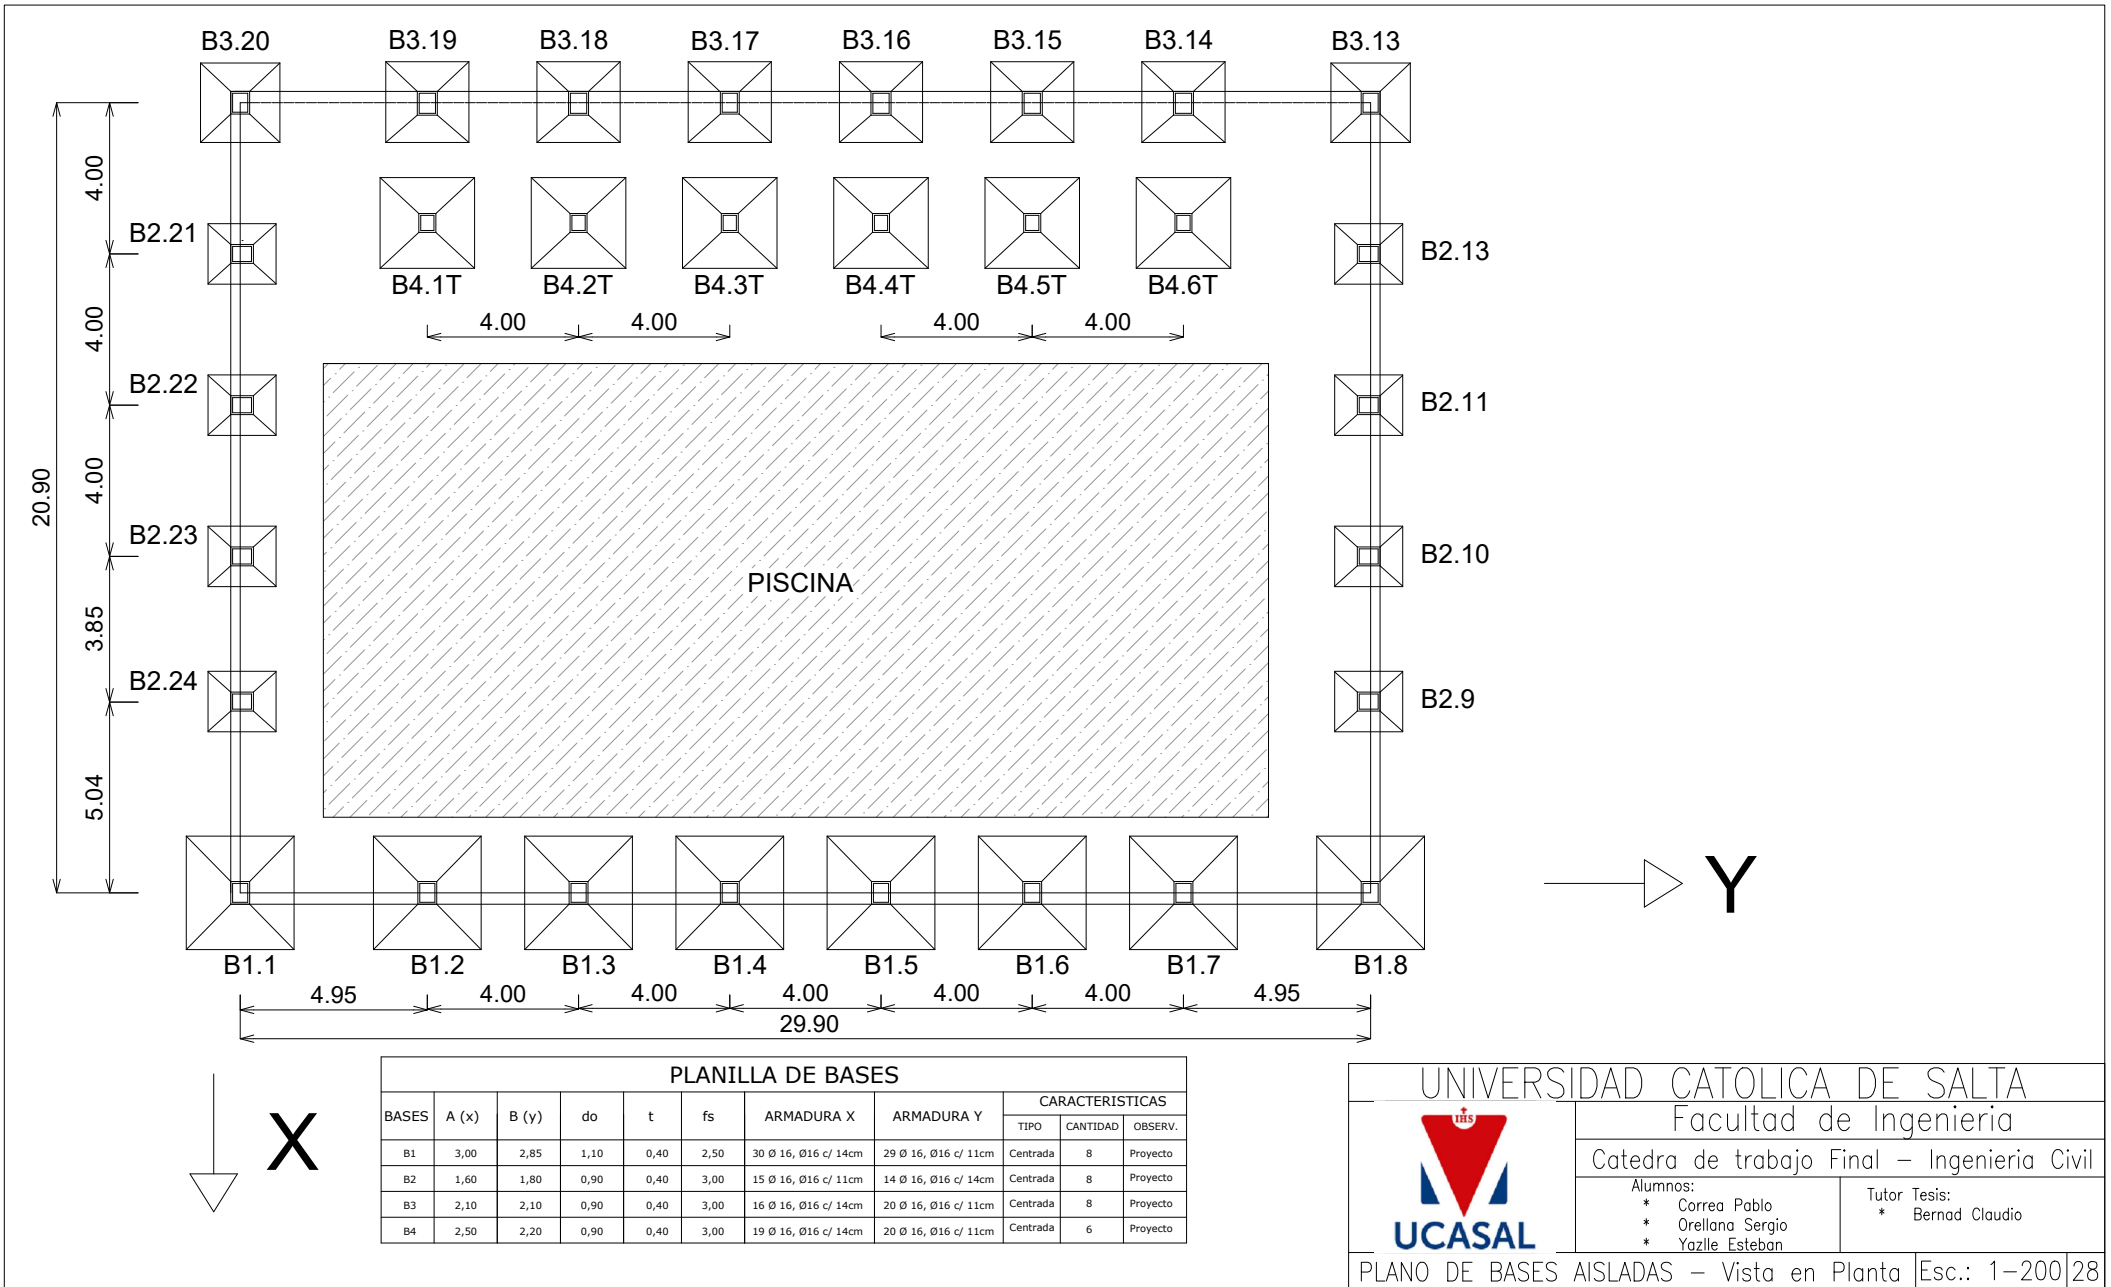 B3.20 B3.19 B3.18 B3.17 B3.16 B3.15 B3.14 B3.13
4.00
B2.21 B2.13
B4.1T B4.2T B4.3T B4.4T B4.5T B4.6T
4.00 4.00 4.00 4.00
4.00
B2.22 B2.11
4.00
20.90
B2.23 B2.10
PISCINA
3.85
B2.24 B2.9
5.04
Y
B1.1 B1.2 B1.3 B1.4 B1.5 B1.6 B1.7 B1.8
4.95 4.00 4.00 4.00 4.00 4.00 4.95
29.90
X
PLANILLA DE BASES
BASES A (x) B (y) do t fs ARMADURA X ARMADURA Y CARACTERISTICAS
TIPO CANTIDAD OBSERV.
B1 3,00 2,85 1,10 0,40 2,50 30 Ø 16, Ø16 c/ 14cm 29 Ø 16, Ø16 c/ 11cm Centrada 8 Proyecto
B2 1,60 1,80 0,90 0,40 3,00 15 Ø 16, Ø16 c/ 11cm 14 Ø 16, Ø16 c/ 14cm Centrada 8 Proyecto
B3 2,10 2,10 0,90 0,40 3,00 16 Ø 16, Ø16 c/ 14cm 20 Ø 16, Ø16 c/ 11cm Centrada 8 Proyecto
B4 2,50 2,20 0,90 0,40 3,00 19 Ø 16, Ø16 c/ 14cm 20 Ø 16, Ø16 c/ 11cm Centrada 6 Proyecto
UNIVERSIDAD CATOLICA DE SALTA
IHS
UCASAL
Facultad de Ingenieria
Catedra de trabajo Final - Ingenieria Civil
Alumnos:
* Correa Pablo
* Orellana Sergio
* Yazlle Esteban
Tutor Tesis:
* Bernad Claudio
PLANO DE BASES AISLADAS - Vista en Planta Esc.: 1-200 28